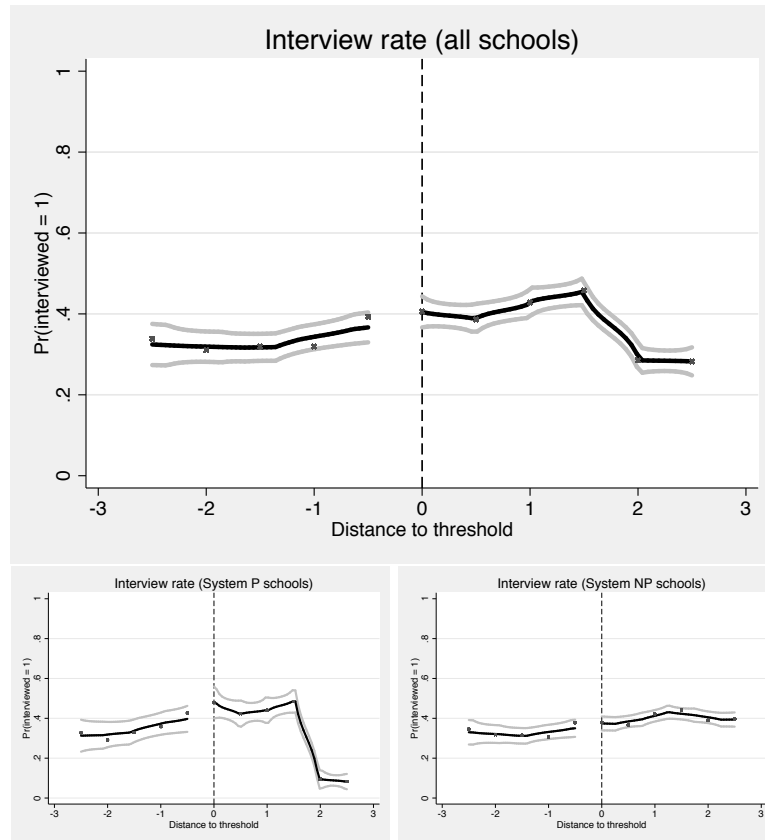 Interview rate (all schools)
Pr(interviewed = 1)
1
.8
.6
.4
.2
0
-3 -2 -1 0 1 2 3
Distance to threshold
Interview rate (System P schools)
Pr(interviewed = 1)
1
.8
.6
.4
.2
0
-3 -2 -1 0 1 2 3
Distance to threshold
Interview rate (System NP schools)
Pr(interviewed = 1)
1
.8
.6
.4
.2
0
-3 -2 -1 0 1 2 3
Distance to threshold